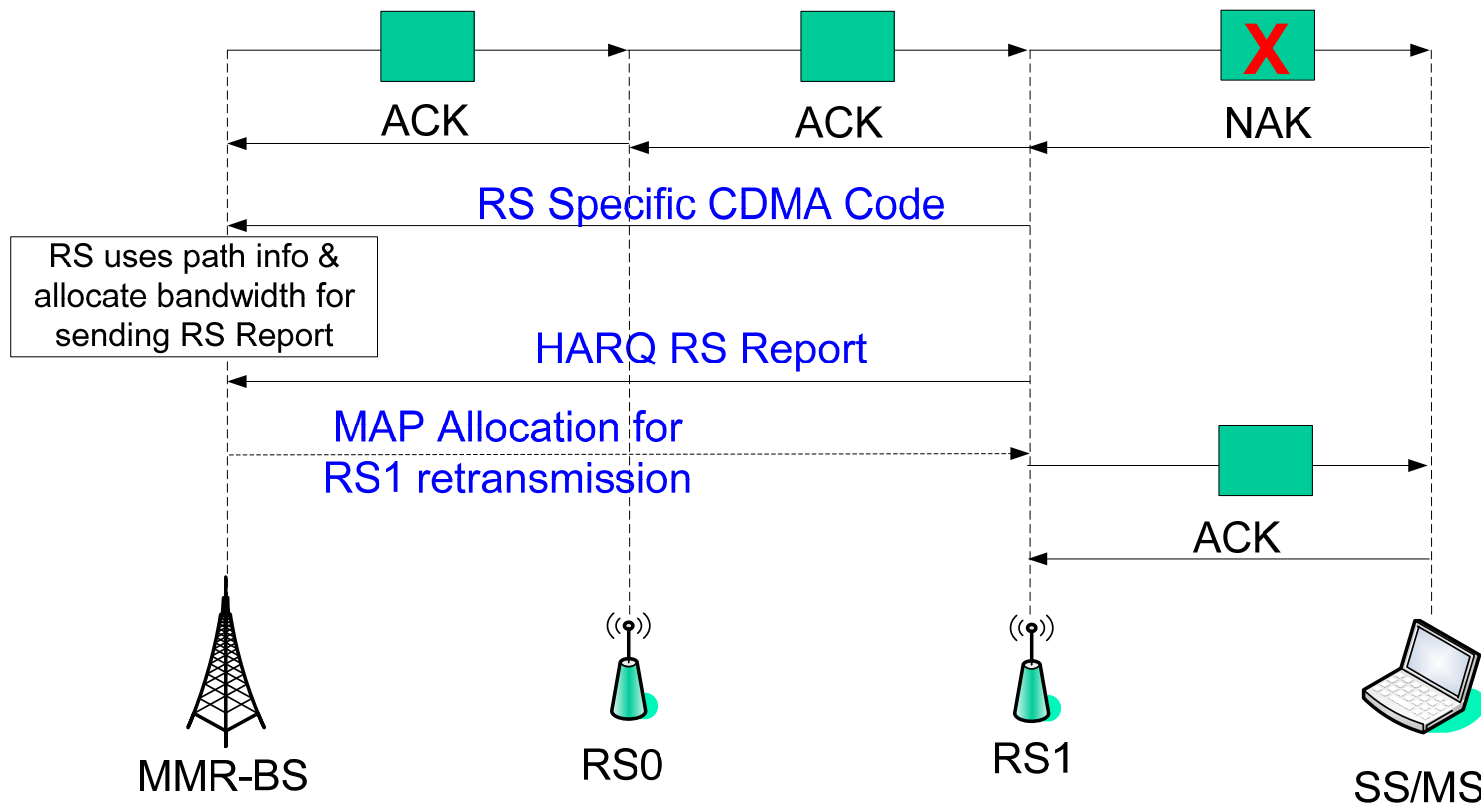 X
ACK
ACK
NAK
RS Specific CDMA Code
RS uses path info &
allocate bandwidth for
sending RS Report
HARQ RS Report
MAP Allocation for
RS1 retransmission
ACK
MMR-BS
RS0
RS1
SS/MS